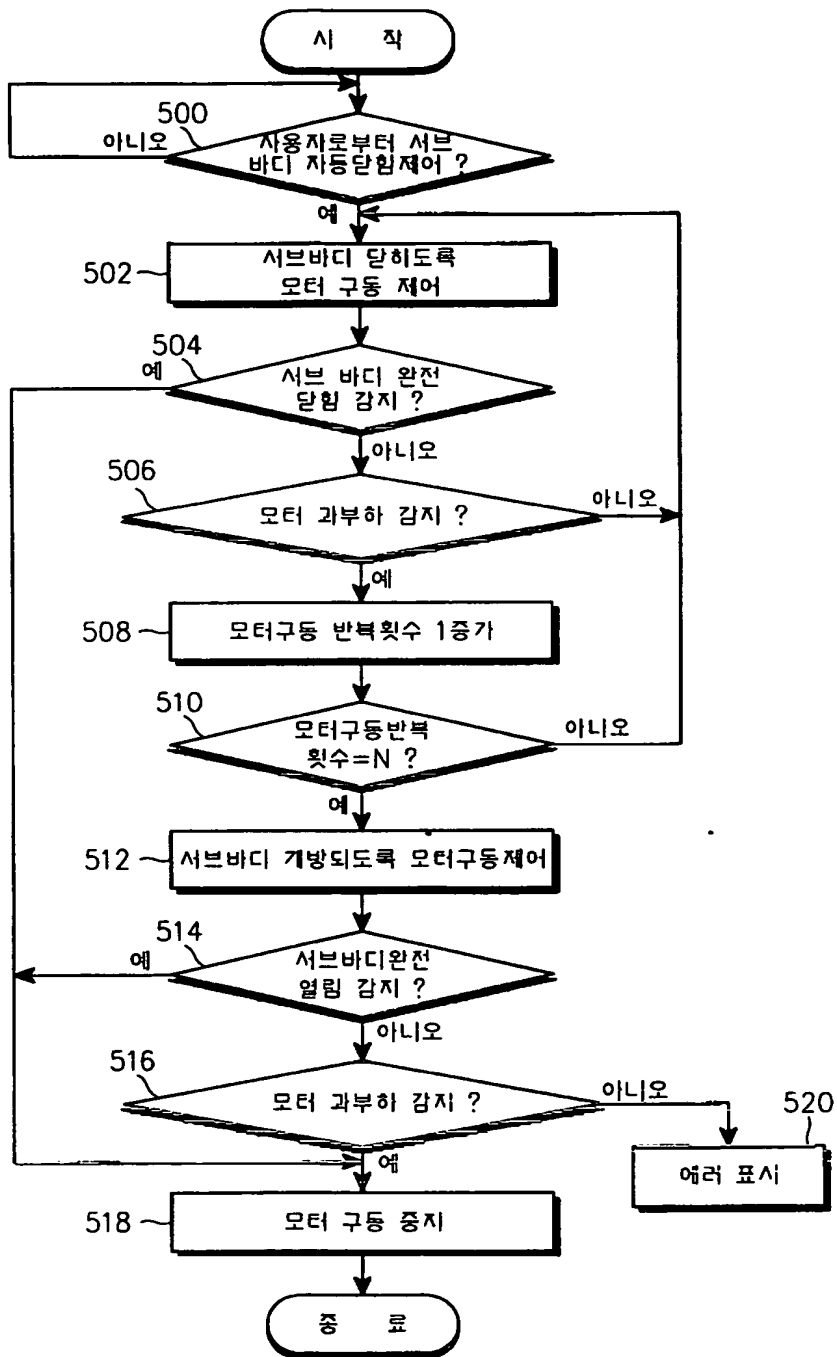 시 작
500
아니오
사용자로부터 서브
바디 자동닫힘제어 ?
예
502
서브바디 닫히도록
모터 구동 제어
504
예
서브 바디 완전
닫힘 감지 ?
아니오
506
모터 과부하 감지 ?
아니오
예
508
모터구동 반복횟수 1증가
510
모터구동반복
횟수=N ?
아니오
예
512
서브바디 개방되도록 모터구동제어
514
예
서브바디완전
열림 감지 ?
아니오
516
모터 과부하 감지 ?
아니오
예
520
에러 표시
518
모터 구동 중지
종 료